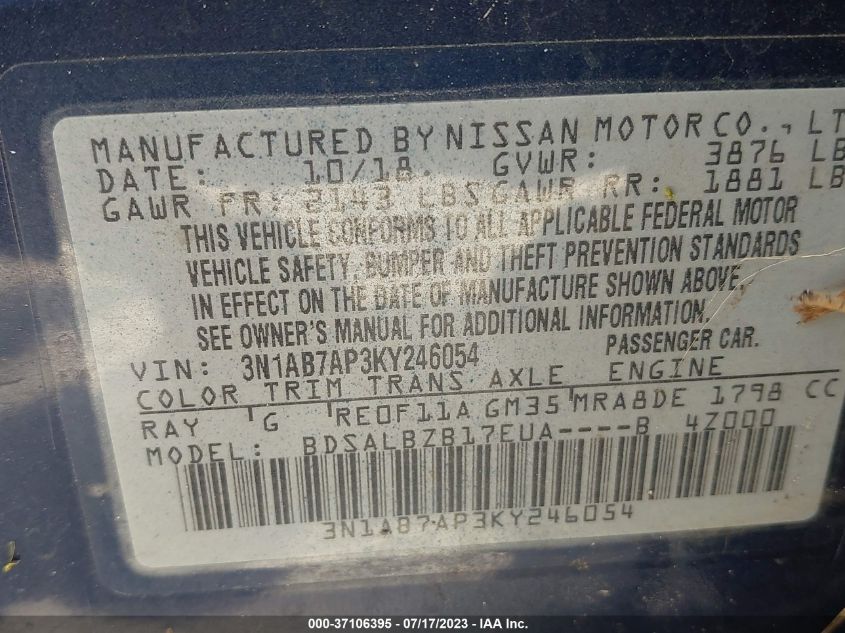 MANUFACTURED BY NISSAN MOTOR CO., LT
DATE: 10/18. GVWR: 3876 LB
GAWR FR: 2143 LBS GAWR RR: 1881 LB
THIS VEHICLE CONFORMS TO ALL APPLICABLE FEDERAL MOTOR
VEHICLE SAFETY, BUMPER AND THEFT PREVENTION STANDARDS
IN EFFECT ON THE DATE OF MANUFACTURE SHOWN ABOVE.
SEE OWNER'S MANUAL FOR ADDITIONAL INFORMATION.
VIN: 3N1AB7AP3KY246054 PASSENGER CAR.
COLOR TRIM TRANS AXLE ENGINE
RAY G RE0F11A GM35 MRA8DE 1798 CC
MODEL: BDSALBZB17EUA----B 4Z000
3N1AB7AP3KY246054
000-37106395 - 07/17/2023 - IAA Inc.